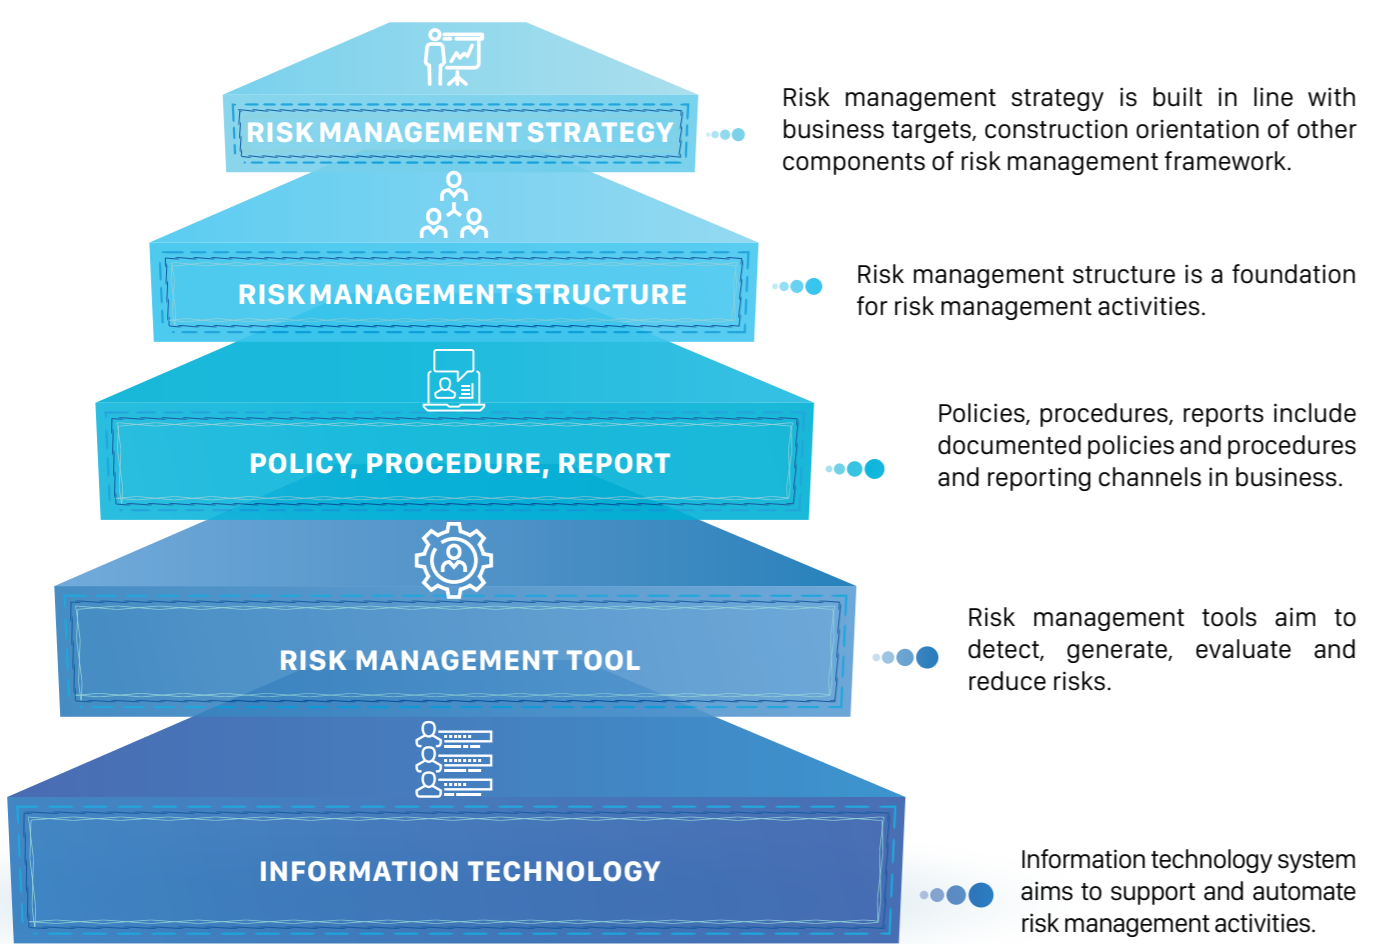 RISK MANAGEMENT STRATEGY
Risk management strategy is built in line with
business targets, construction orientation of other
components of risk management framework.
RISK MANAGEMENT STRUCTURE
Risk management structure is a foundation
for risk management activities.
POLICY, PROCEDURE, REPORT
Policies, procedures, reports include
documented policies and procedures
and reporting channels in business.
RISK MANAGEMENT TOOL
Risk management tools aim to
detect, generate, evaluate and
reduce risks.
INFORMATION TECHNOLOGY
Information technology system
aims to support and automate
risk management activities.